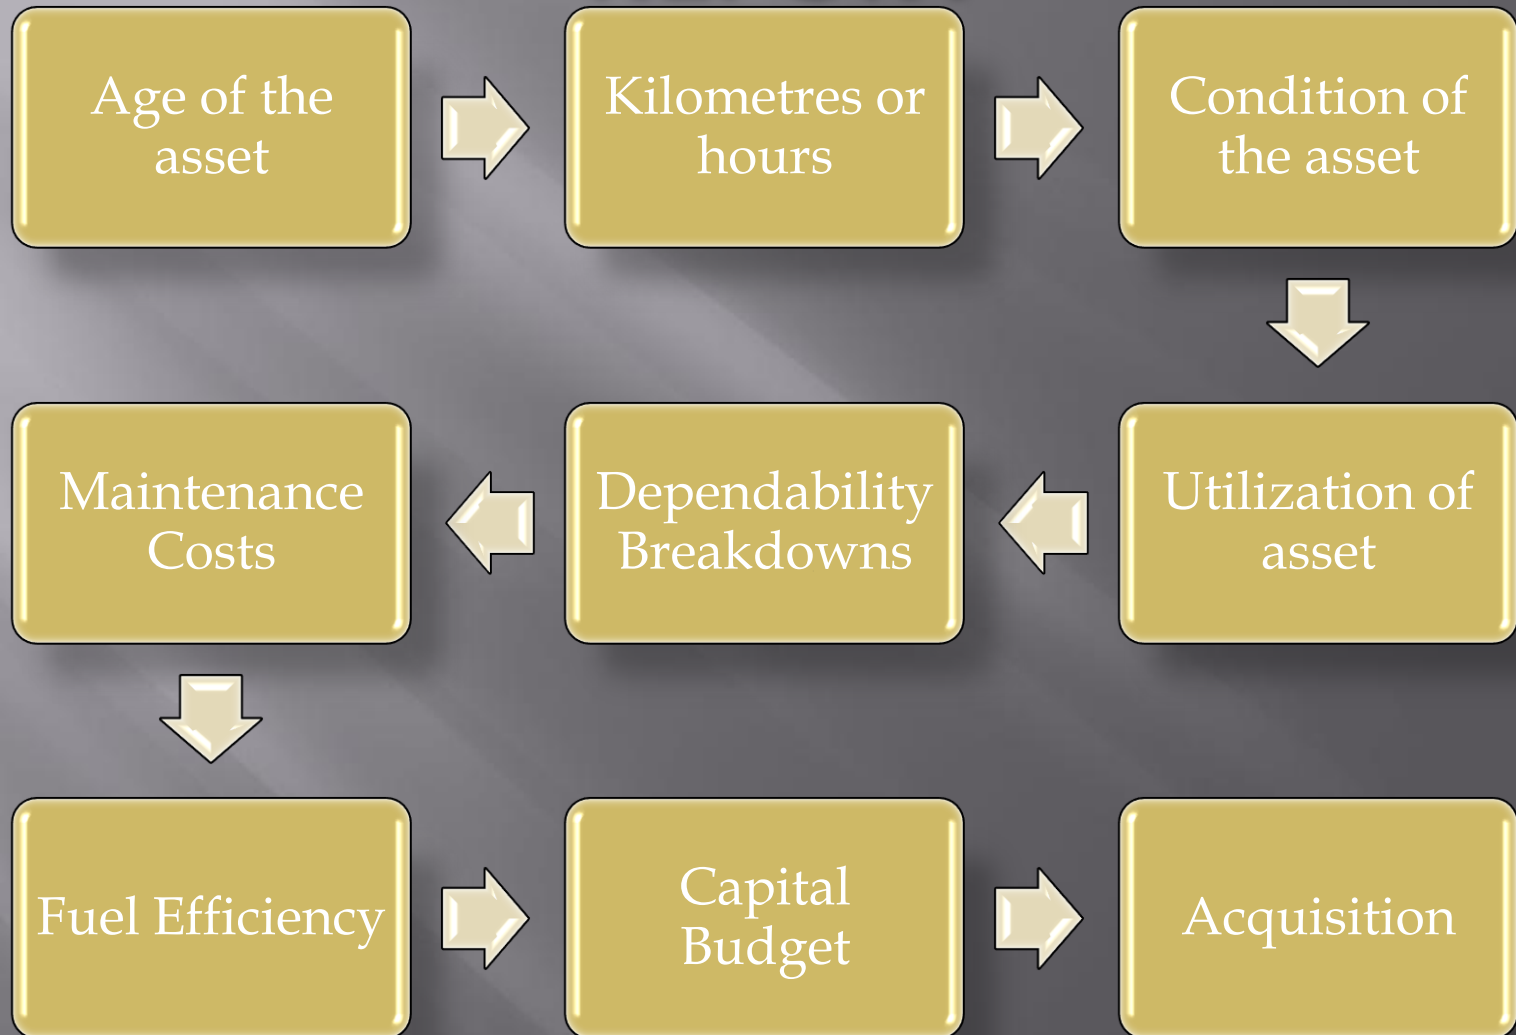 Age of the
asset
Kilometres or
hours
Condition of
the asset
Utilization of
asset
Dependability
Breakdowns
Maintenance
Costs
Fuel Efficiency
Capital
Budget
Acquisition